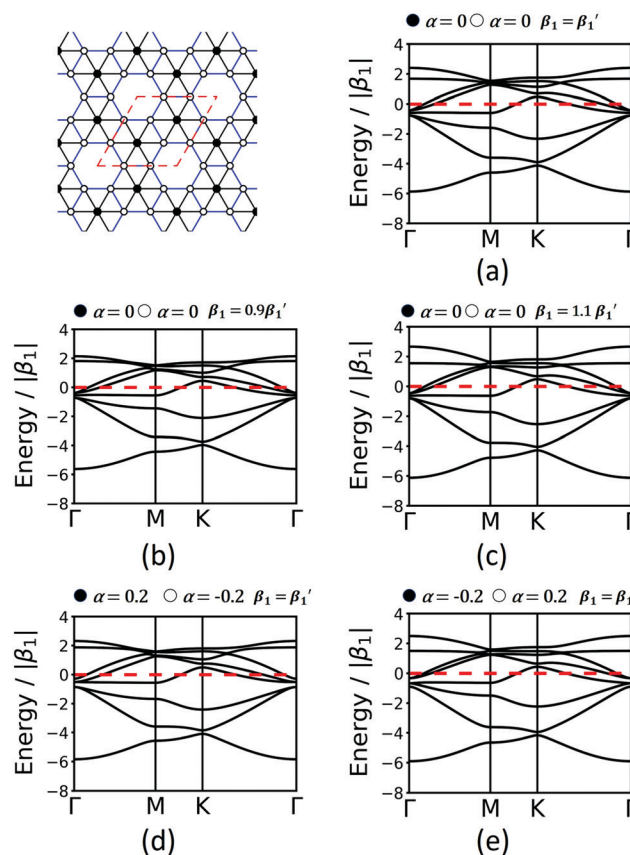 ● α = 0 ○ α = 0 β₁ = β₁′
Energy / |β₁|
4
2
0
−2
−4
−6
−8
Γ M K Γ
(a)
● α = 0 ○ α = 0 β₁ = 0.9β₁′
Energy / |β₁|
4
2
0
−2
−4
−6
−8
Γ M K Γ
(b)
● α = 0 ○ α = 0 β₁ = 1.1 β₁′
Energy / |β₁|
4
2
0
−2
−4
−6
−8
Γ M K Γ
(c)
● α = 0.2 ○ α = -0.2 β₁ = β₁′
Energy / |β₁|
4
2
0
−2
−4
−6
−8
Γ M K Γ
(d)
● α = -0.2 ○ α = 0.2 β₁ = β₁
Energy / |β₁|
4
2
0
−2
−4
−6
−8
Γ M K Γ
(e)